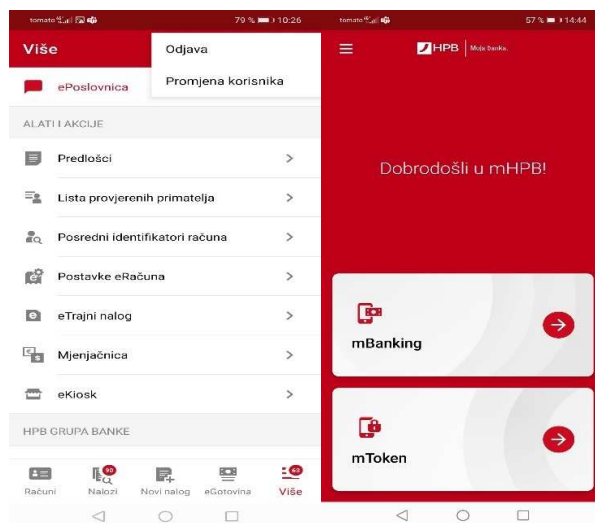 tomato 79 % 10:26
Više
Odjava
Promjena korisnika
ePoslovnica
ALATI I AKCIJE
Predlošci
Lista provjerenih primatelja
Posredni identifikatori računa
Postavke eRačuna
eTrajni nalog
Mjenjačnica
eKiosk
HPB GRUPA BANKE
90
63
Računi Nalozi Novi nalog eGotovina Više
tomato 57 % 14:44
HPB Moja Banka.
Dobrodošli u mHPB!
mBanking
mToken